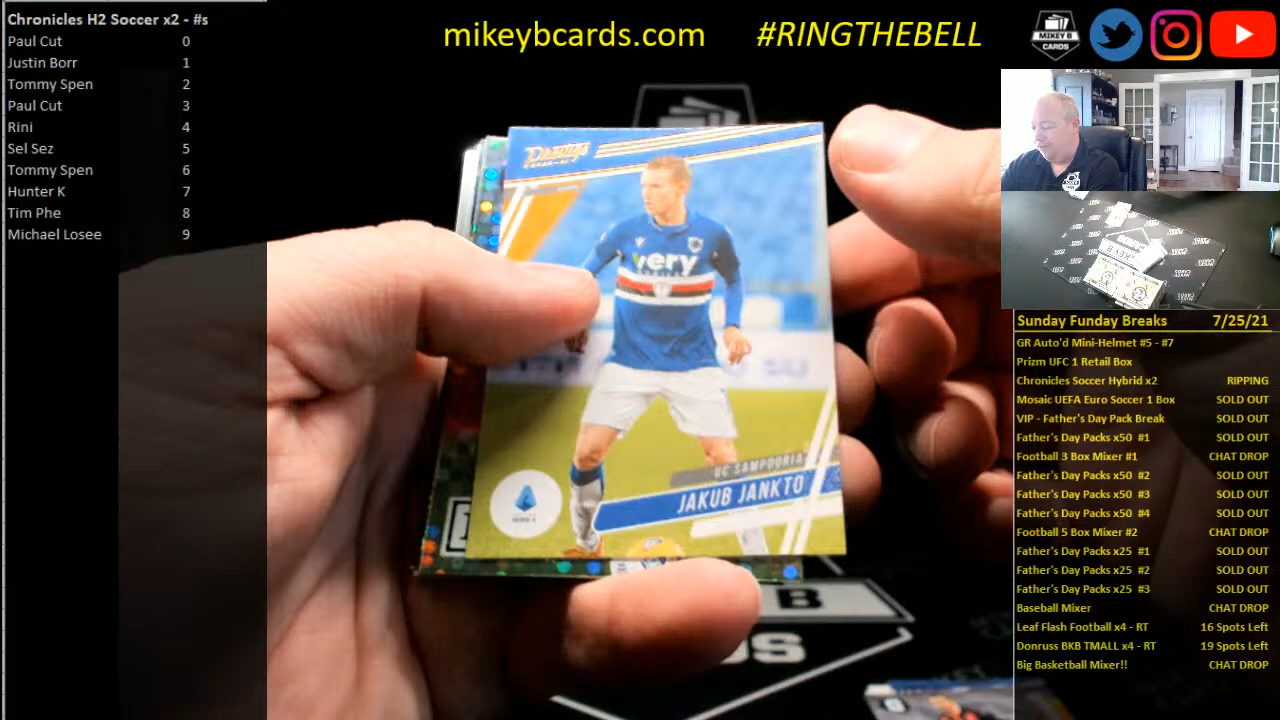 Chronicles H2 Soccer x2 - #s
Paul Cut 0
Justin Borr 1
Tommy Spen 2
Paul Cut 3
Rini 4
Sel Sez 5
Tommy Spen 6
Hunter K 7
Tim Phe 8
Michael Losee 9
mikeybcards.com #RINGTHEBELL
MIKEY B
CARDS
very
UC SAMPDORIA
JAKUB JANKTO
Sunday Funday Breaks 7/25/21
GR Auto'd Mini-Helmet #5 - #7
Prizm UFC 1 Retail Box
Chronicles Soccer Hybrid x2 RIPPING
Mosaic UEFA Euro Soccer 1 Box SOLD OUT
VIP - Father's Day Pack Break SOLD OUT
Father's Day Packs x50 #1 SOLD OUT
Football 3 Box Mixer #1 CHAT DROP
Father's Day Packs x50 #2 SOLD OUT
Father's Day Packs x50 #3 SOLD OUT
Father's Day Packs x50 #4 SOLD OUT
Football 5 Box Mixer #2 CHAT DROP
Father's Day Packs x25 #1 SOLD OUT
Father's Day Packs x25 #2 SOLD OUT
Father's Day Packs x25 #3 SOLD OUT
Baseball Mixer CHAT DROP
Leaf Flash Football x4 - RT 16 Spots Left
Donruss BKB TMALL x4 - RT 19 Spots Left
Big Basketball Mixer!! CHAT DROP